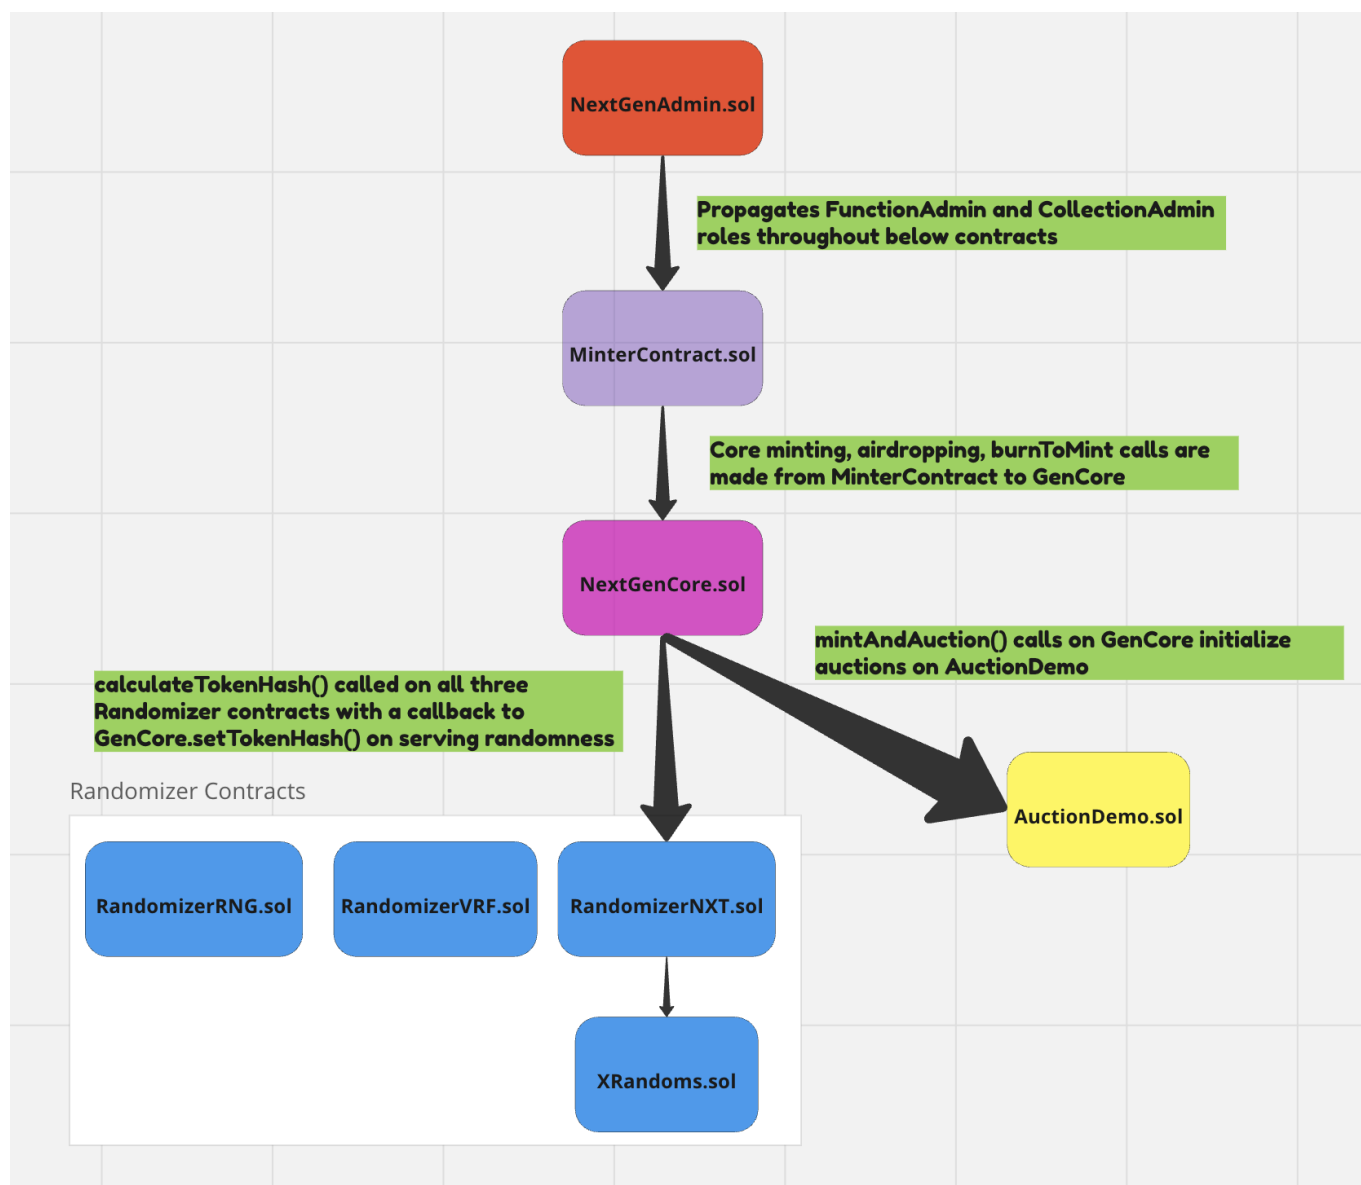 NextGenAdmin.sol
Propagates FunctionAdmin and CollectionAdmin
roles throughout below contracts
MinterContract.sol
Core minting, airdropping, burnToMint calls are
made from MinterContract to GenCore
NextGenCore.sol
mintAndAuction() calls on GenCore initialize
auctions on AuctionDemo
calculateTokenHash() called on all three
Randomizer contracts with a callback to
GenCore.setTokenHash() on serving randomness
Randomizer Contracts
AuctionDemo.sol
RandomizerRNG.sol
RandomizerVRF.sol
RandomizerNXT.sol
XRandoms.sol